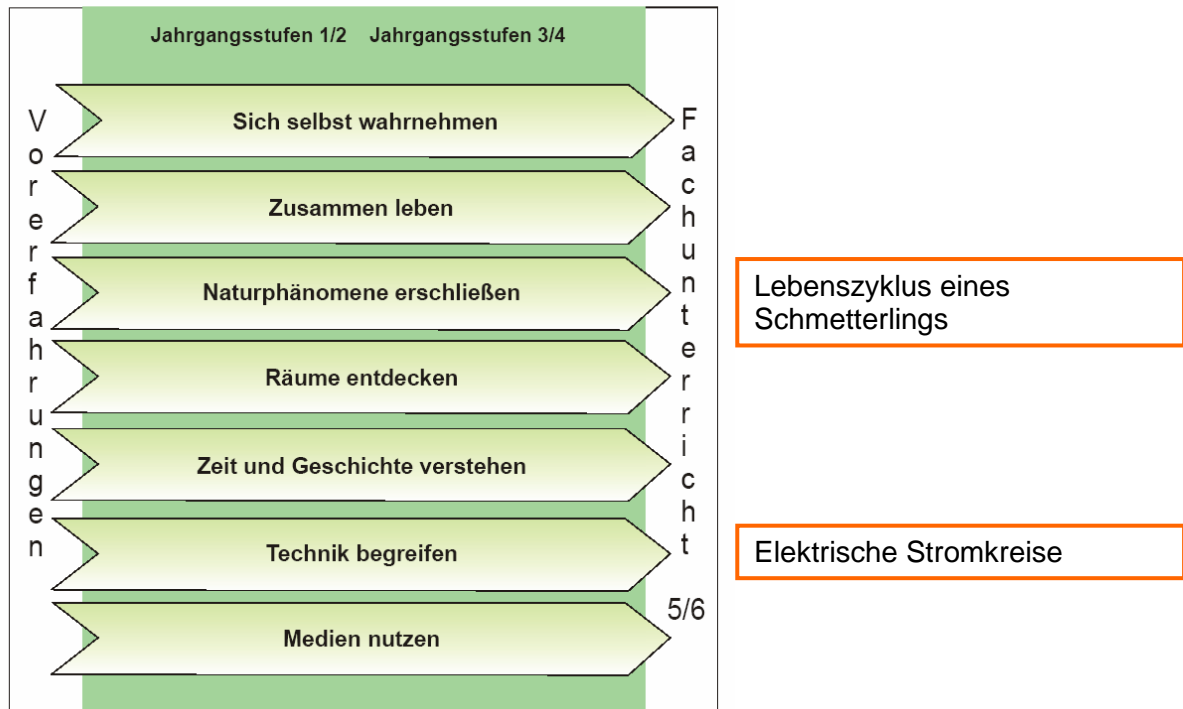 Jahrgangsstufen 1/2 Jahrgangsstufen 3/4
Vorerfahrungen
Sich selbst wahrnehmen
Zusammen leben
Naturphänomene erschließen
Räume entdecken
Zeit und Geschichte verstehen
Technik begreifen
Medien nutzen
Fachunterricht
5/6
Lebenszyklus eines
Schmetterlings
Elektrische Stromkreise